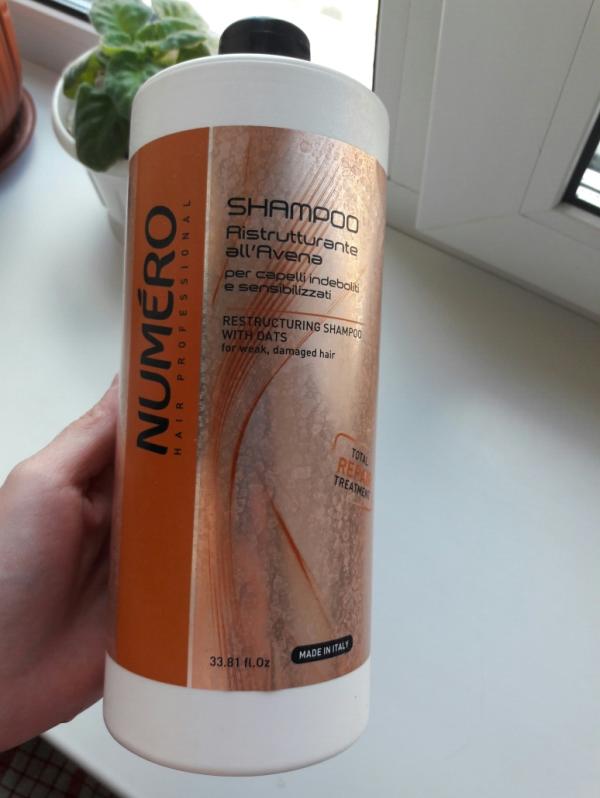 NUMÉRO
HAIR PROFESSIONAL
SHAMPOO
Ristrutturante
all'Avena
per capelli indeboliti
e sensibilizzati
RESTRUCTURING SHAMPOO
WITH OATS
for weak, damaged hair
TOTAL
REPAIR
TREATMENT
MADE IN ITALY
33.81 fl.Oz